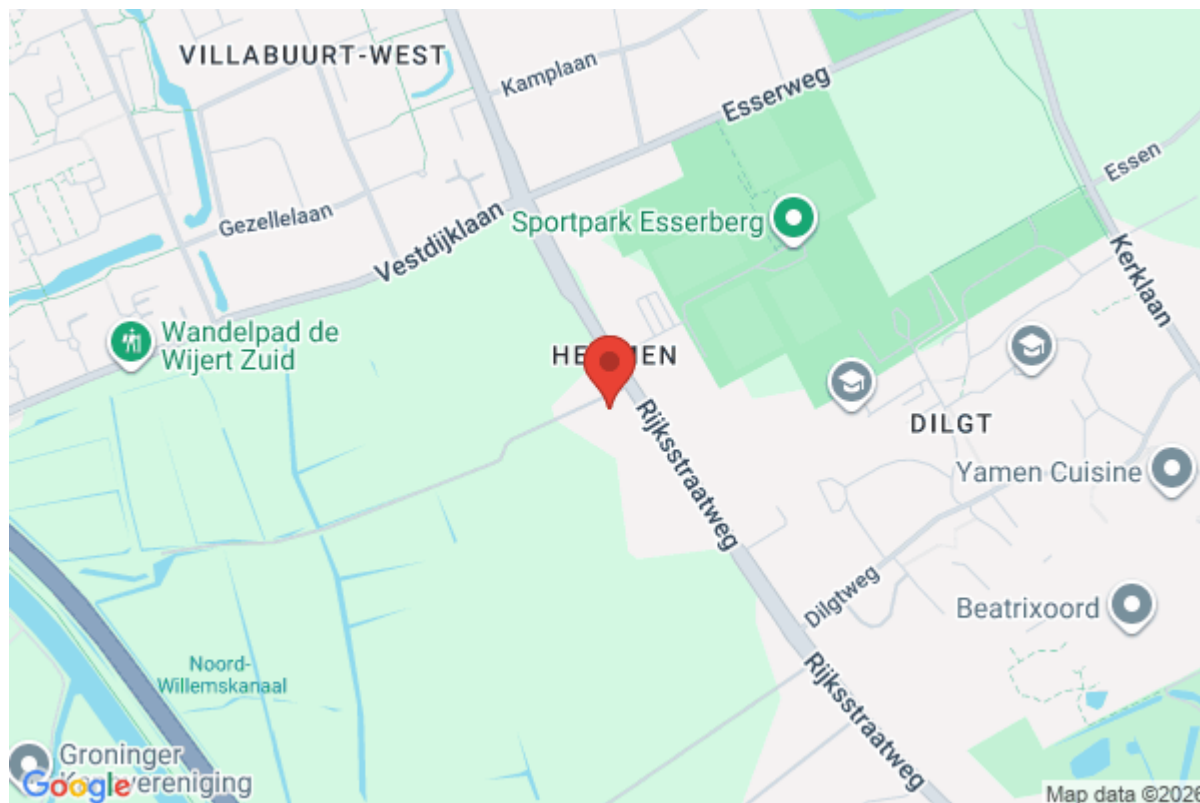 VILLABUURT-WEST
Kamplaan
Esserweg
Essen
Gezellelaan
Vestdijklaan
Sportpark Esserberg
Kerklaan
Wandelpad de
Wijert Zuid
Rijksstraatweg
DILGT
Yamen Cuisine
Dilgtweg
Beatrixoord
Noord-
Willemskanaal
Rijksstraatweg
Groninger
Google
Map data ©2026